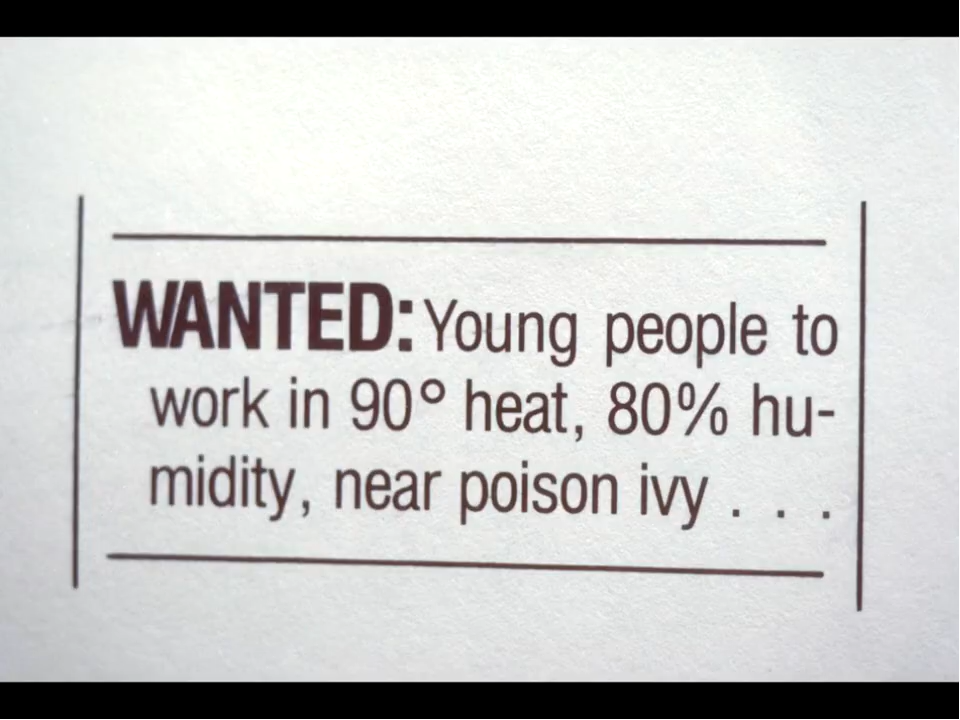 WANTED: Young people to
work in 90° heat, 80% hu-
midity, near poison ivy . . .